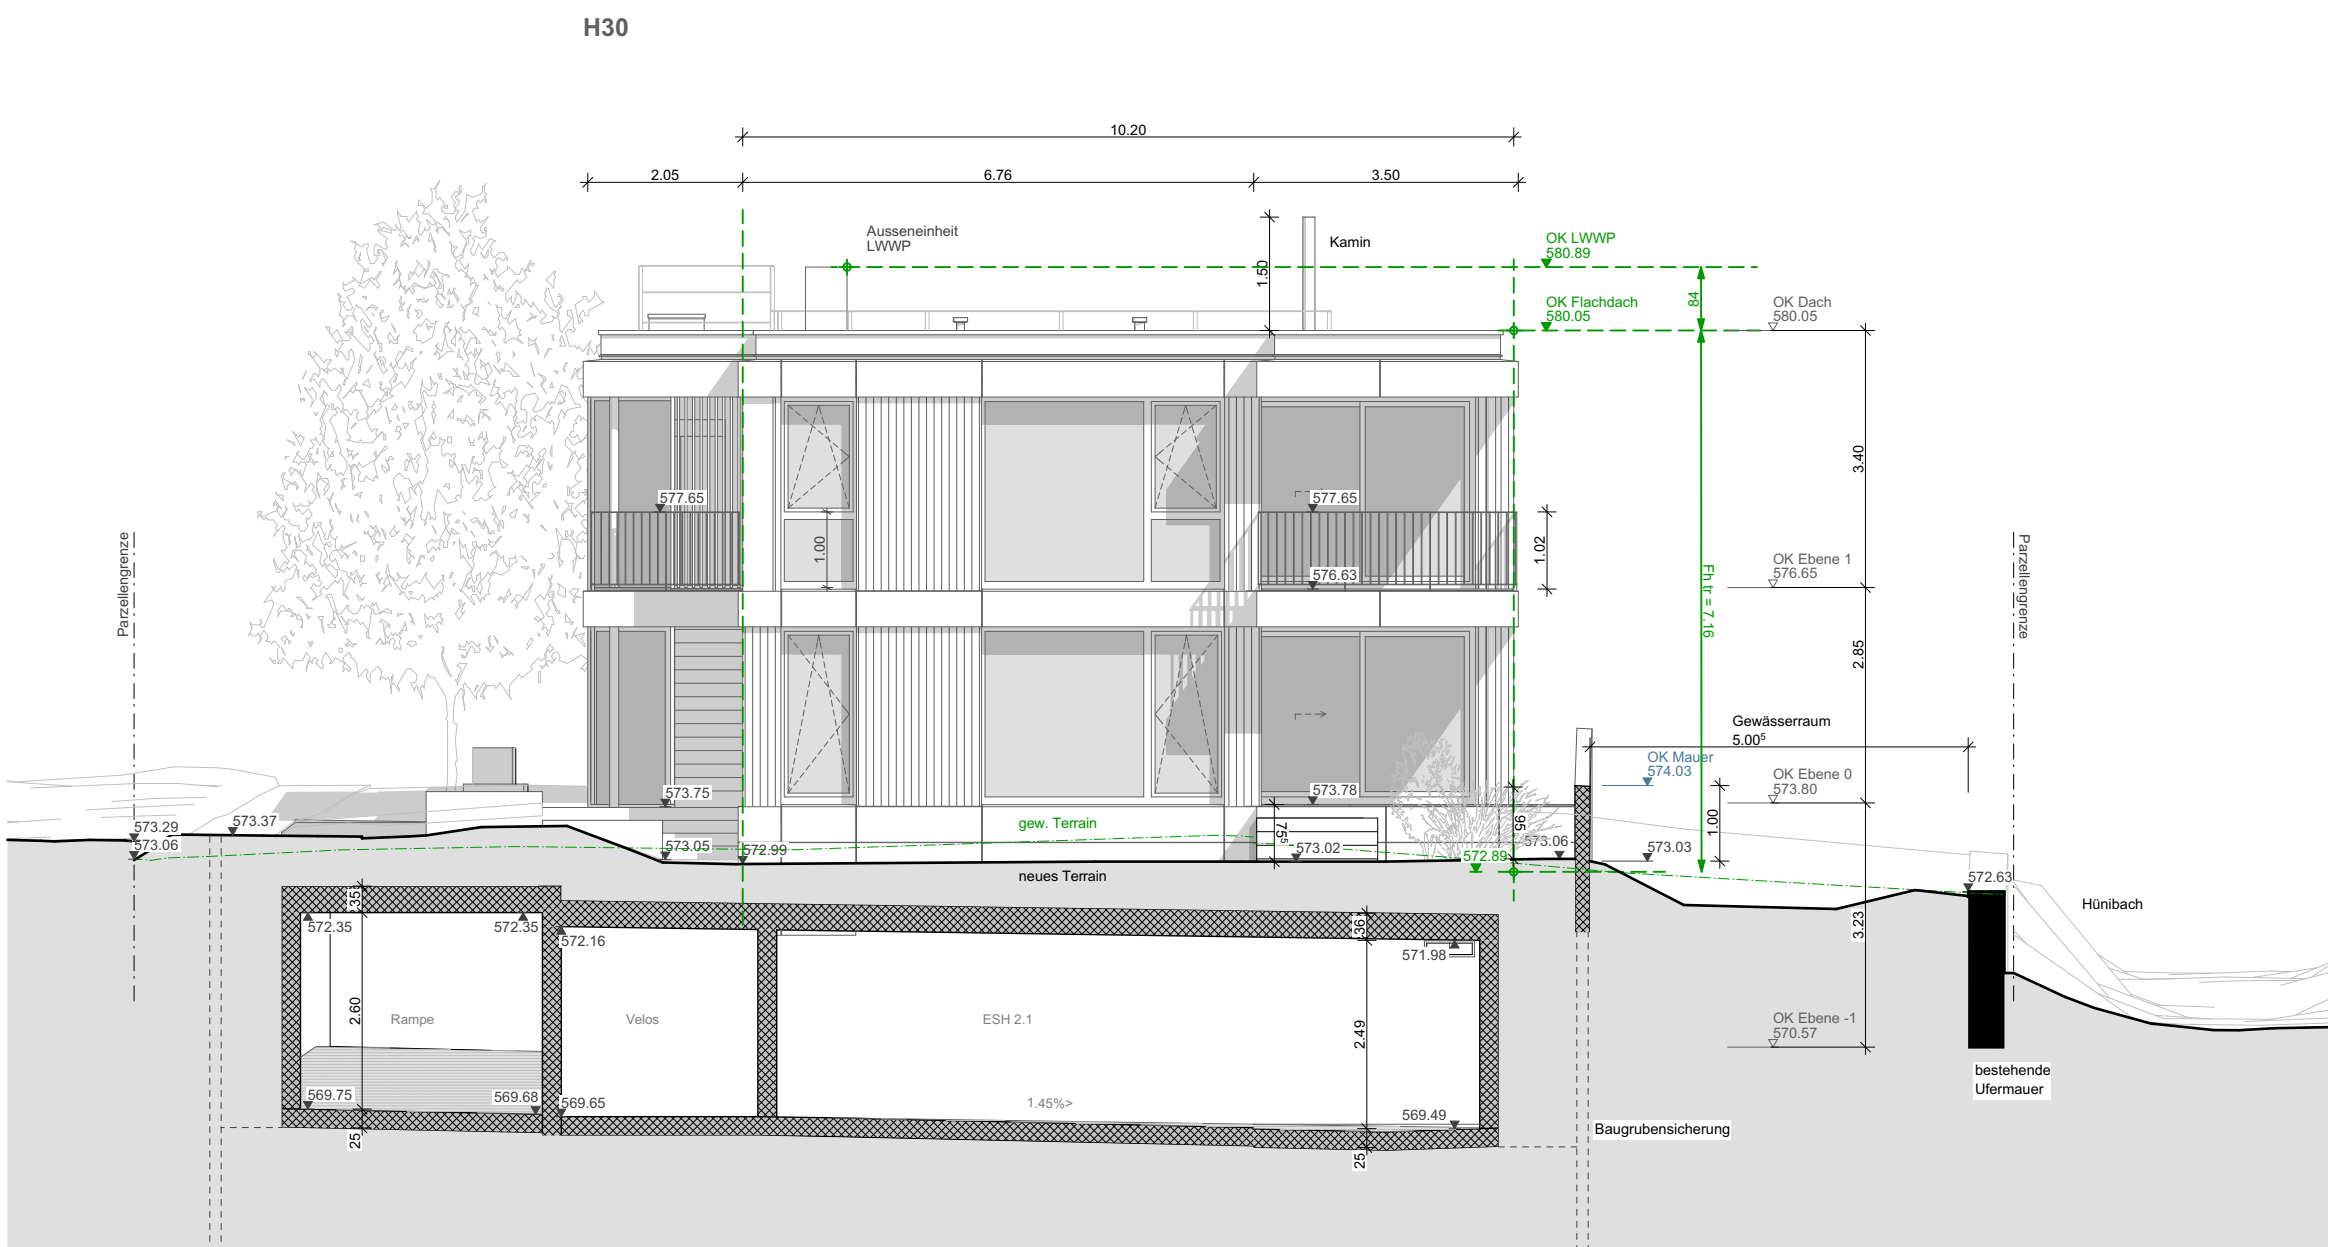 H30
10.20
2.05
6.76
3.50
Ausseneinheit
LWWP
1.50
Kamin
OK LWWP
580.89
84
OK Flachdach
580.05
OK Dach
580.05
3.40
577.65
577.65
1.00
1.02
576.63
OK Ebene 1
576.65
Fh tr = 7.16
Parzellengrenze
Parzellengrenze
2.85
Gewässerraum
5.00⁵
OK Mauer
574.03
OK Ebene 0
573.80
573.75
573.78
1.00
573.29
573.06
573.37
gew. Terrain
75⁵
95
573.05
572.99
573.02
572.89
573.06
573.03
neues Terrain
572.63
Hünibach
35
36
3.23
572.35
572.35
572.16
571.98
2.60
Rampe
Velos
ESH 2.1
2.49
OK Ebene -1
570.57
bestehende
Ufermauer
569.75
569.68
569.65
1.45%>
569.49
25
25
Baugrubensicherung